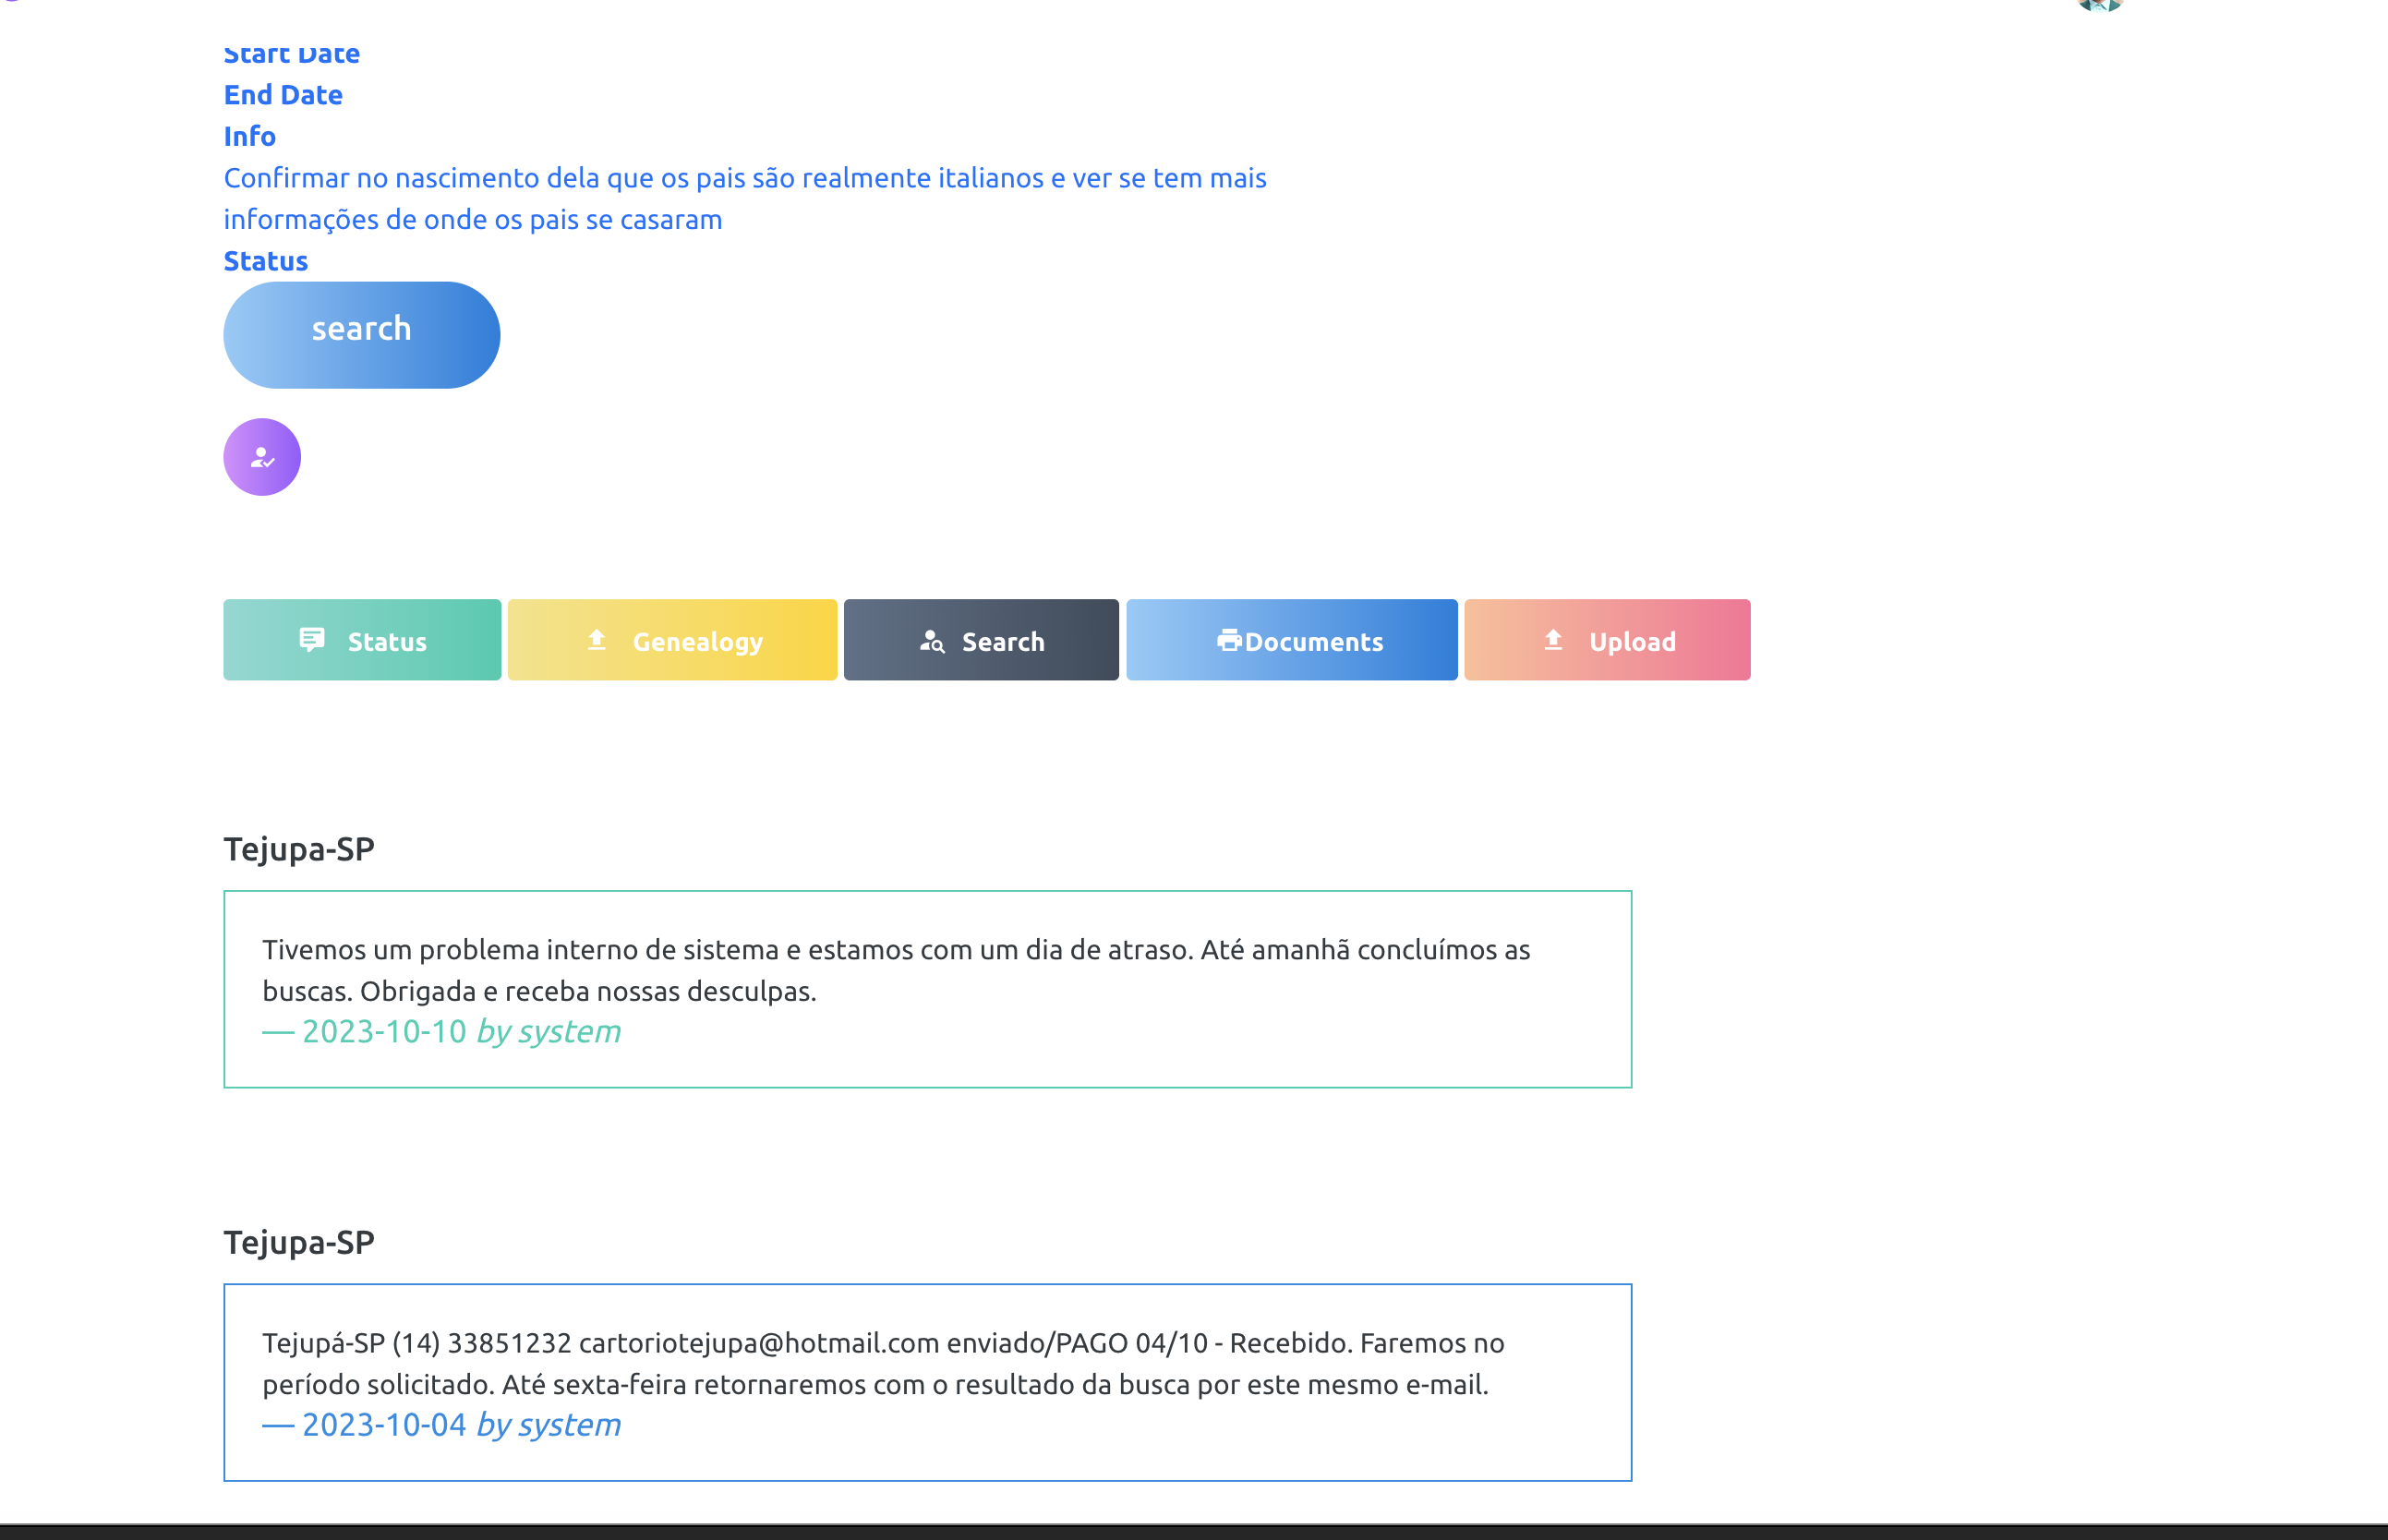 Start Date
End Date
Info
Confirmar no nascimento dela que os pais são realmente italianos e ver se tem mais
informações de onde os pais se casaram
Status
search
Status Genealogy Search Documents Upload
Tejupa-SP
Tivemos um problema interno de sistema e estamos com um dia de atraso. Até amanhã concluímos as
buscas. Obrigada e receba nossas desculpas.
— 2023-10-10 by system
Tejupa-SP
Tejupá-SP (14) 33851232 cartoriotejupa@hotmail.com enviado/PAGO 04/10 - Recebido. Faremos no
período solicitado. Até sexta-feira retornaremos com o resultado da busca por este mesmo e-mail.
— 2023-10-04 by system